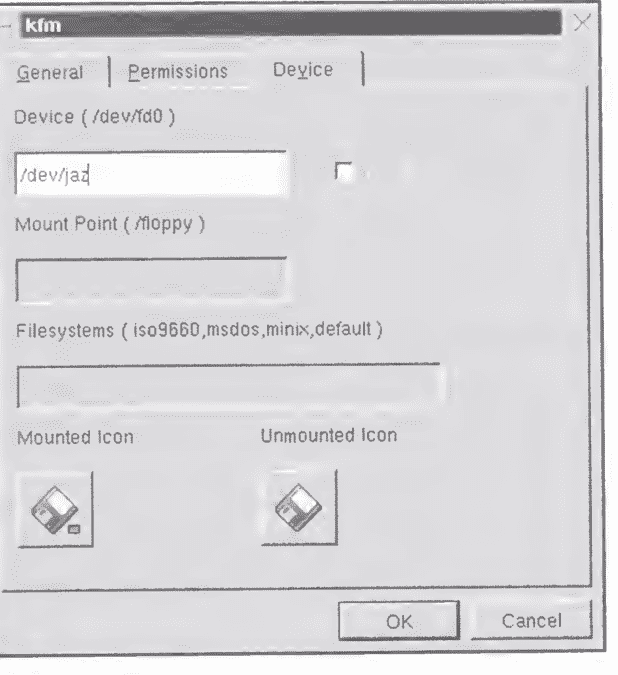 kfm
General Permissions Device
Device ( /dev/fd0 )
/dev/jaz
Mount Point ( /floppy )
Filesystems ( iso9660,msdos,minix,default )
Mounted Icon Unmounted Icon
OK Cancel